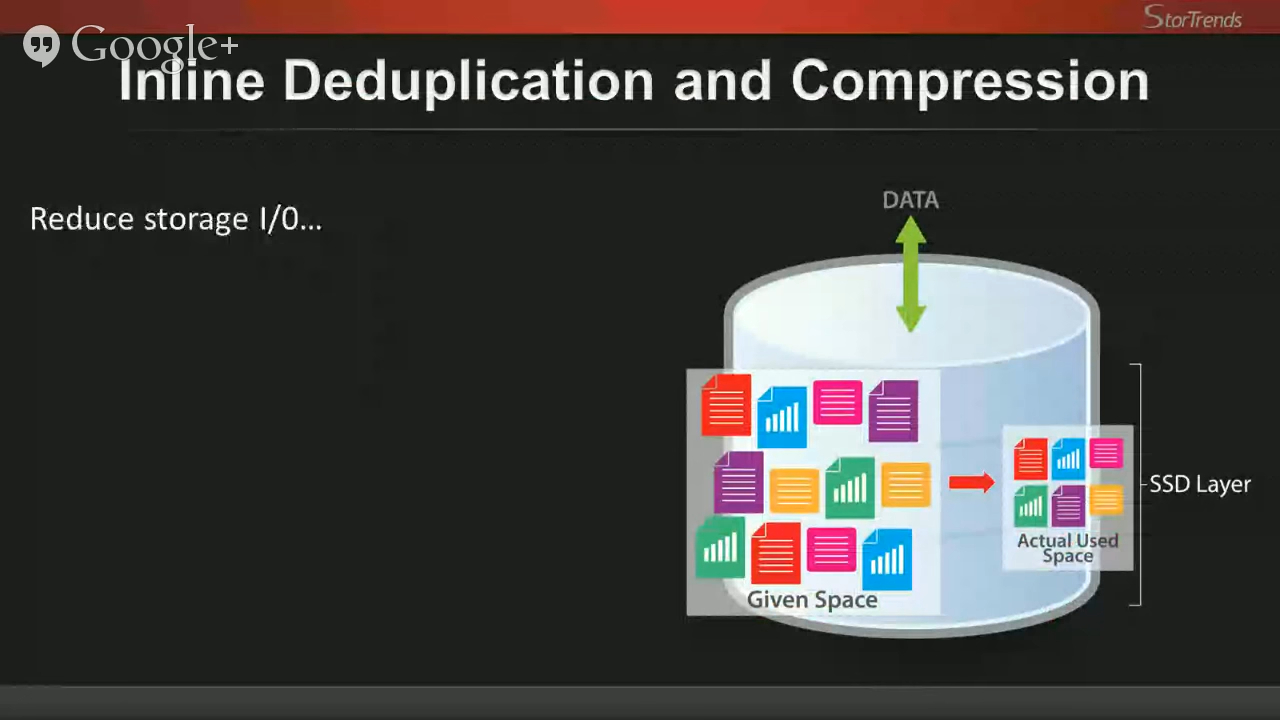 StorTrends
Google+
Inline Deduplication and Compression
Reduce storage I/0...
DATA
SSD Layer
Actual Used
Space
Given Space